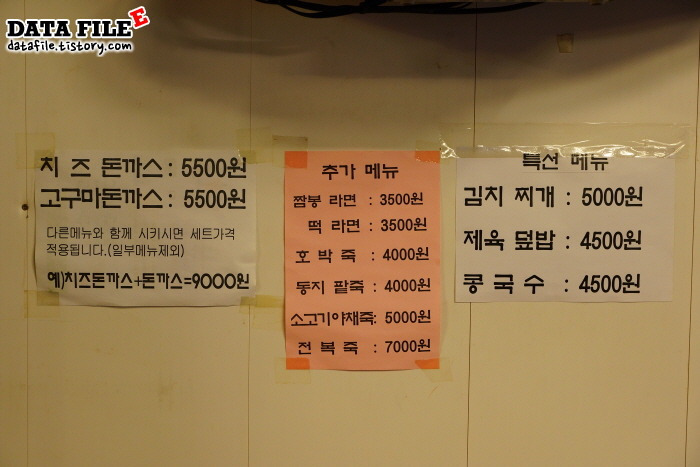 DATA FILE E
datafile.tistory.com
치 즈 돈까스 : 5500원
고구마돈까스 : 5500원
다른메뉴와 함께 시키시면 세트가격
적용됩니다.(일부메뉴제외)
예)치즈돈까스+돈까스=9000원
추가 메뉴
짬봉 라면 : 3500원
떡 라면 : 3500원
호 박 죽 : 4000원
동지 팥죽 : 4000원
소고기야채죽: 5000원
전 복 죽 : 7000원
특선 메뉴
김치 찌개 : 5000원
제육 덮밥 : 4500원
콩 국 수 : 4500원